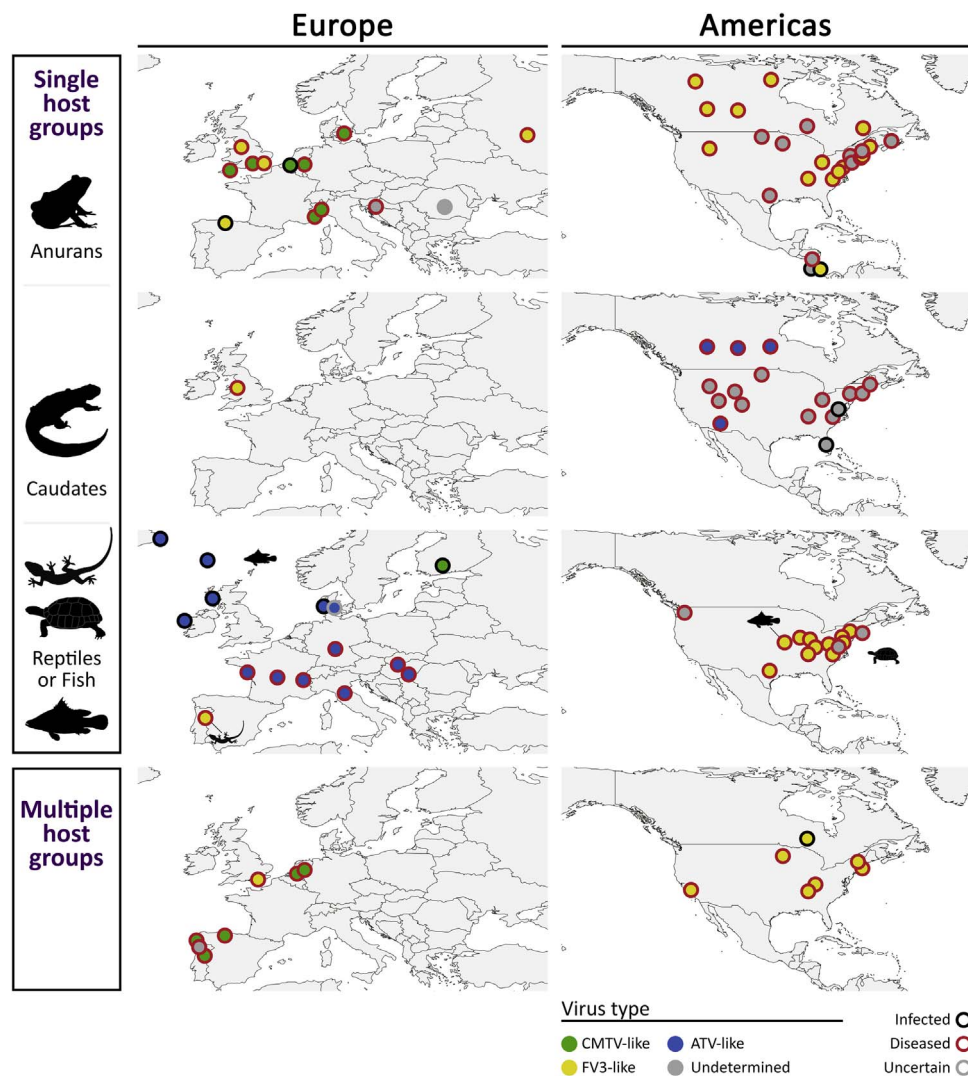 Europe
Americas
Single
host
groups
Anurans
Caudates
Reptiles
or Fish
Multiple
host
groups
Virus type
CMTV-like
ATV-like
FV3-like
Undetermined
Infected
Diseased
Uncertain